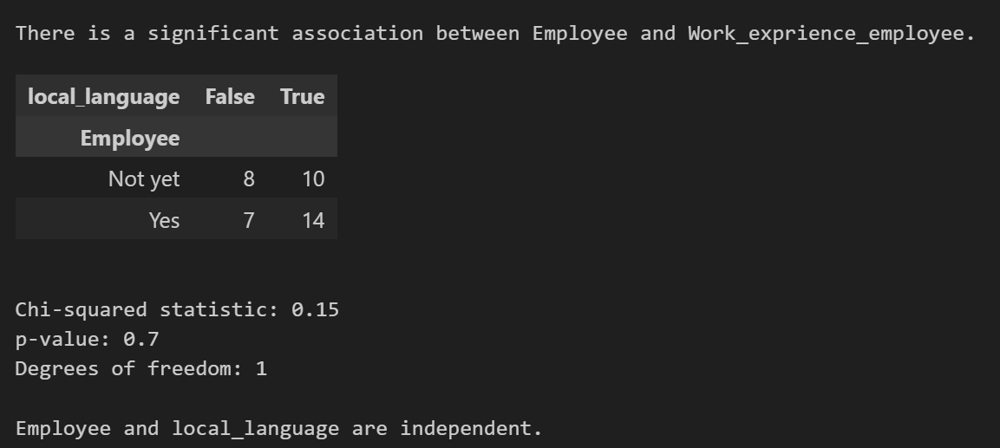 There is a significant association between Employee and Work_exprience_employee.
local_language False True
Employee
Not yet 8 10
Yes 7 14
Chi-squared statistic: 0.15
p-value: 0.7
Degrees of freedom: 1
Employee and local_language are independent.